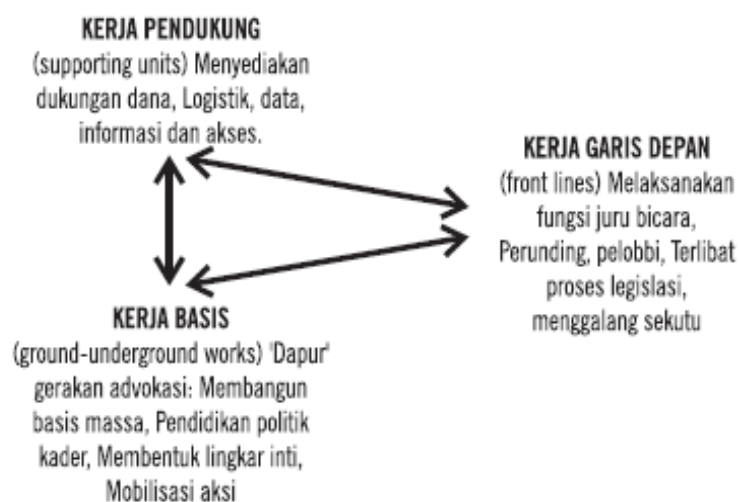 KERJA PENDUKUNG
(supporting units) Menyediakan
dukungan dana, Logistik, data,
informasi dan akses.
KERJA GARIS DEPAN
(front lines) Melaksanakan
fungsi juru bicara,
Perunding, pelobbi, Terlibat
proses legislasi,
menggalang sekutu
KERJA BASIS
(ground-underground works) 'Dapur'
gerakan advokasi: Membangun
basis massa, Pendidikan politik
kader, Membentuk lingkar inti,
Mobilisasi aksi